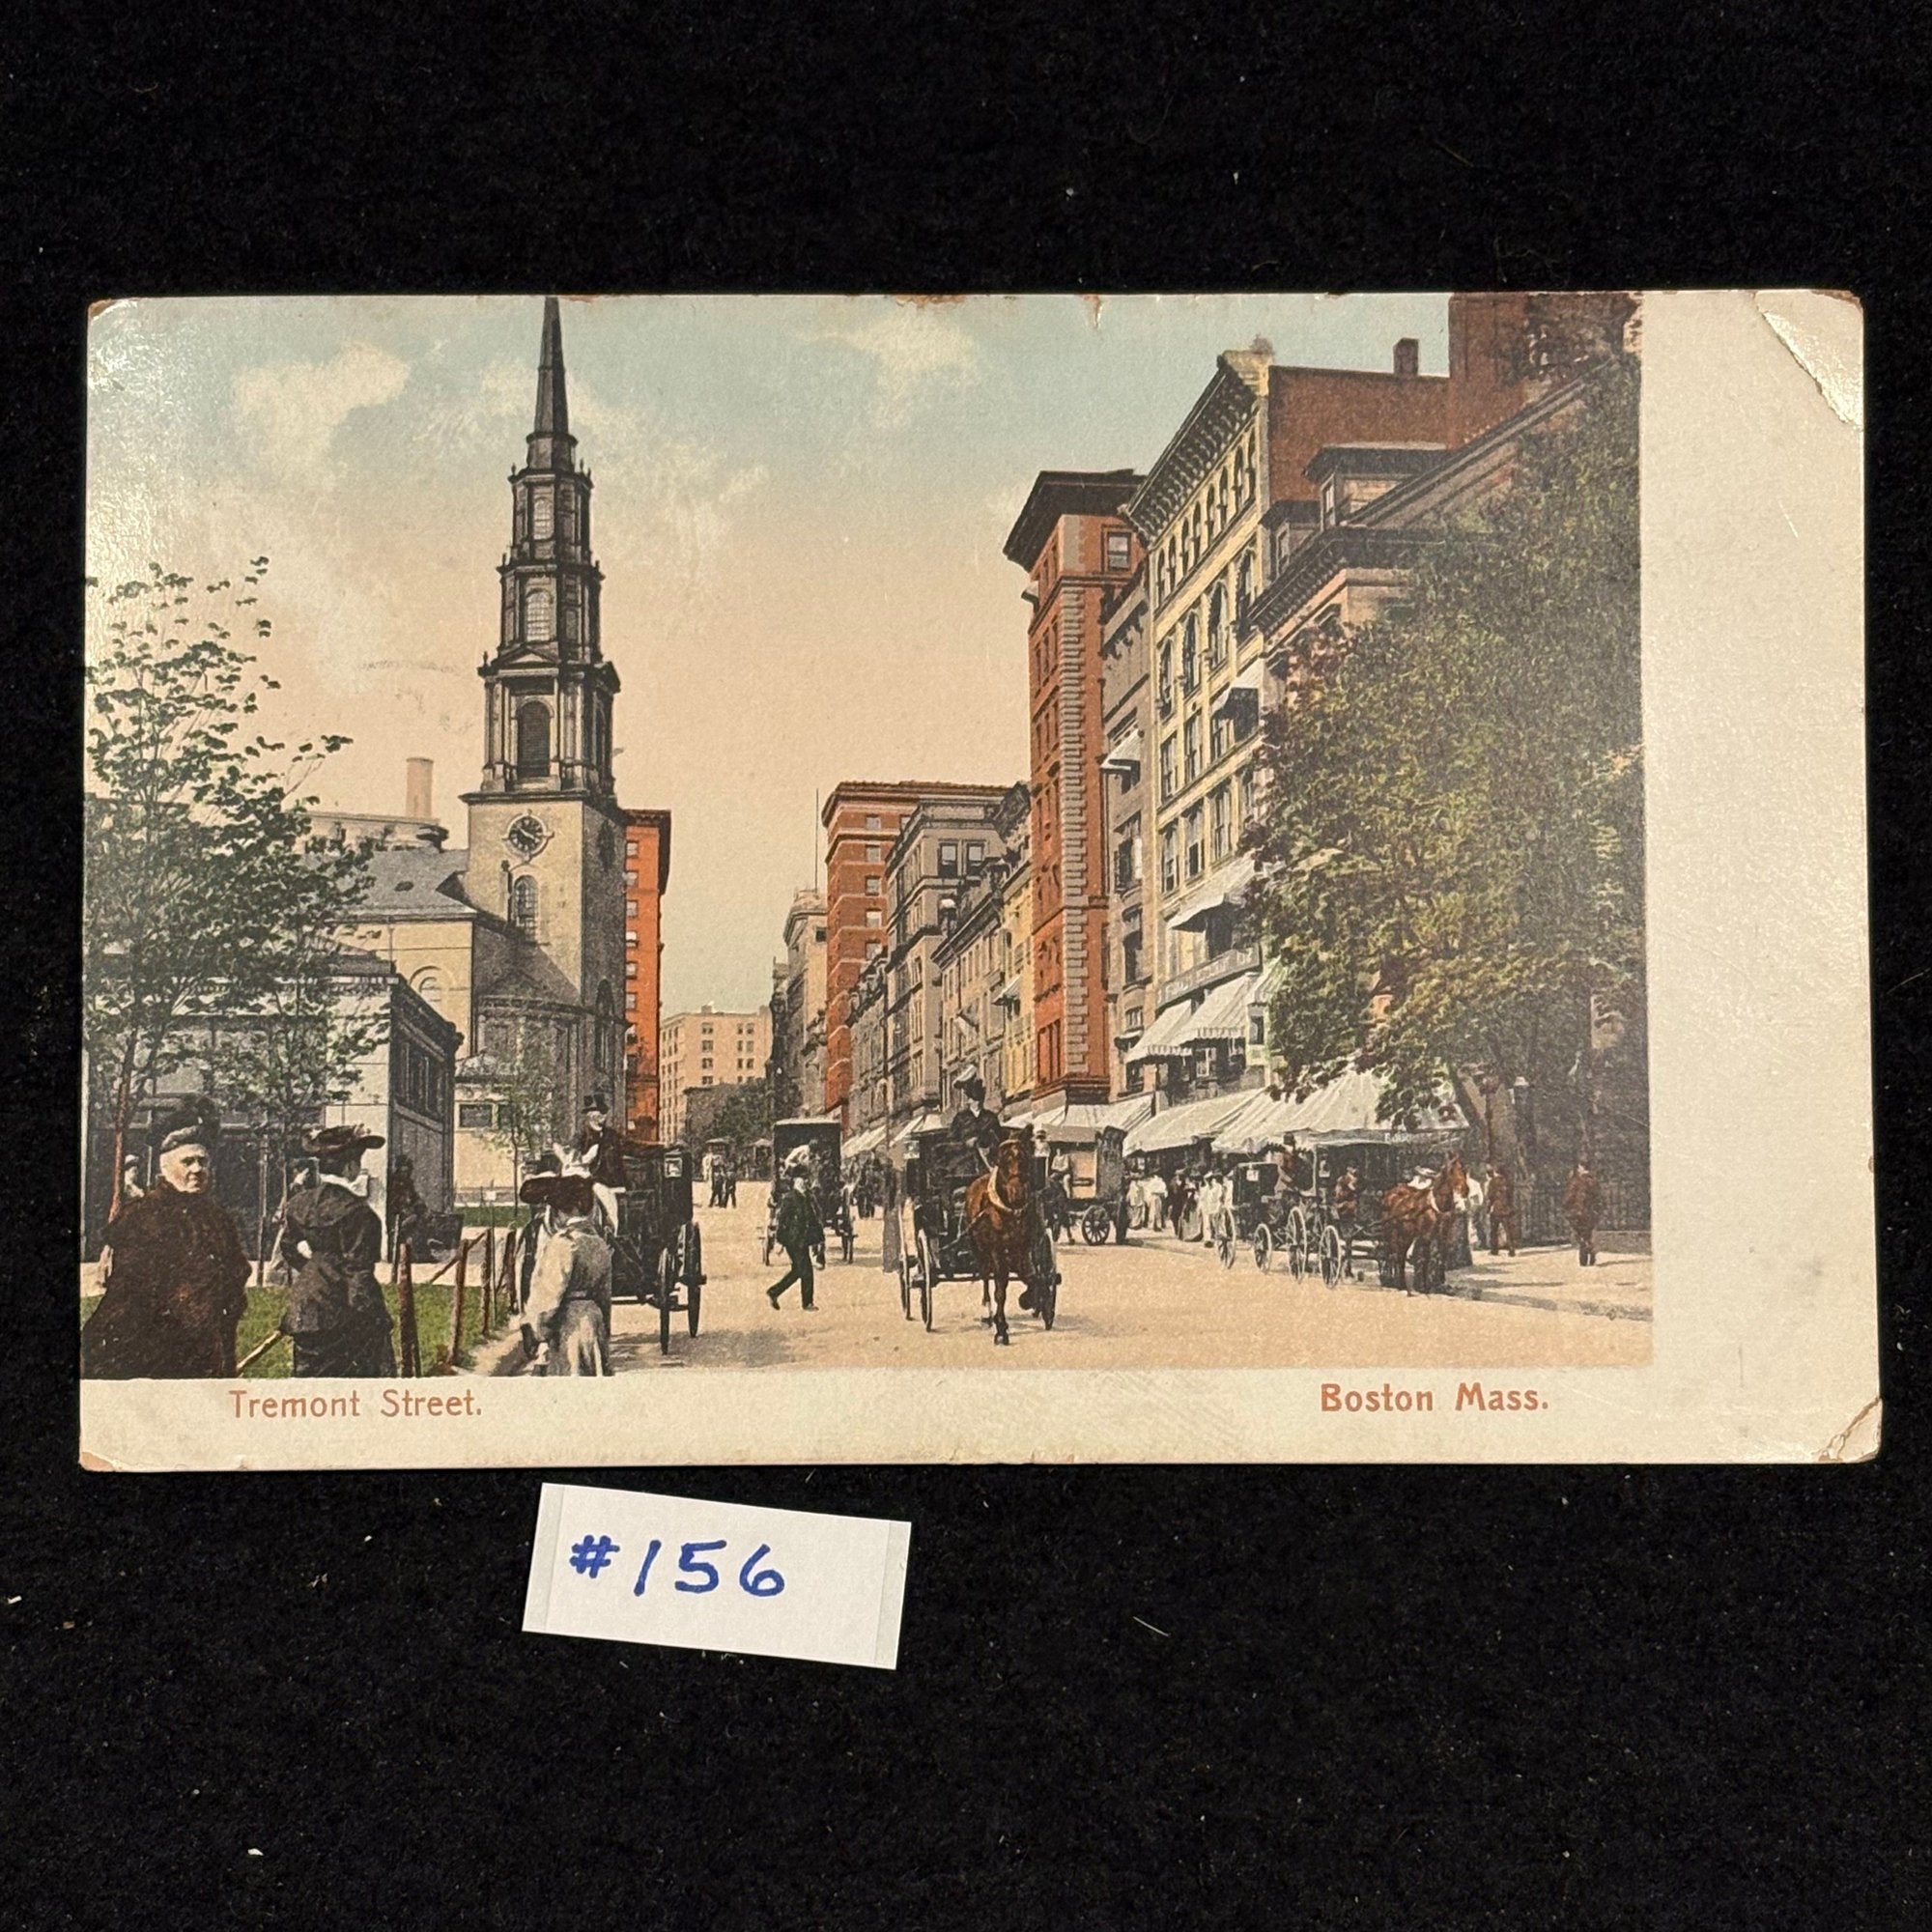 Tremont Street.
Boston Mass.
#156